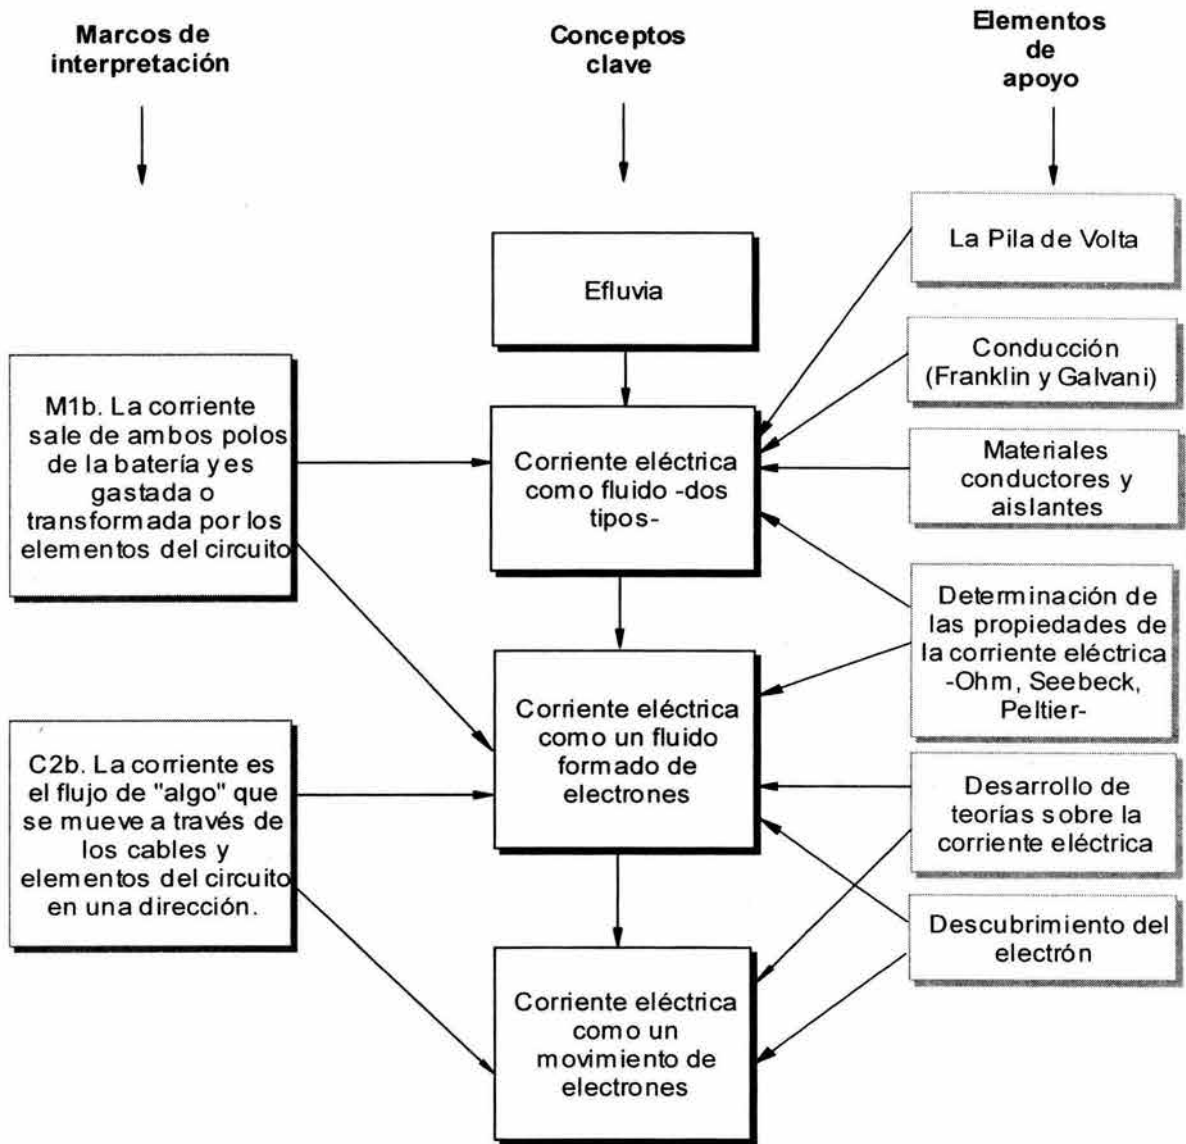 Marcos de
interpretación
Conceptos
clave
Elementos
de
apoyo
La Pila de Volta
Efluvia
Conducción
(Franklin y Galvani)
M1b. La corriente
sale de ambos polos
de la batería yes
gastada o
transformada por los
elementos del circuito
Corriente eléctrica
como fluido -dos
tipos-
Materiales
conductores y
aislantes
Determinación de
las propiedades de
la corriente eléctrica
-Ohm, Seebeck,
Peltier-
Corriente eléctrica
como un fluido
formado de
electrones
C2b. La corriente es
el flujo de "algo" que
se mueve a través de
los cables y
elementos del circuito
en una dirección.
Desarrollo de
teorías sobre la
corriente eléctrica
Descubrimiento del
electrón
Corriente eléctrica
como un
movimiento de
electrones